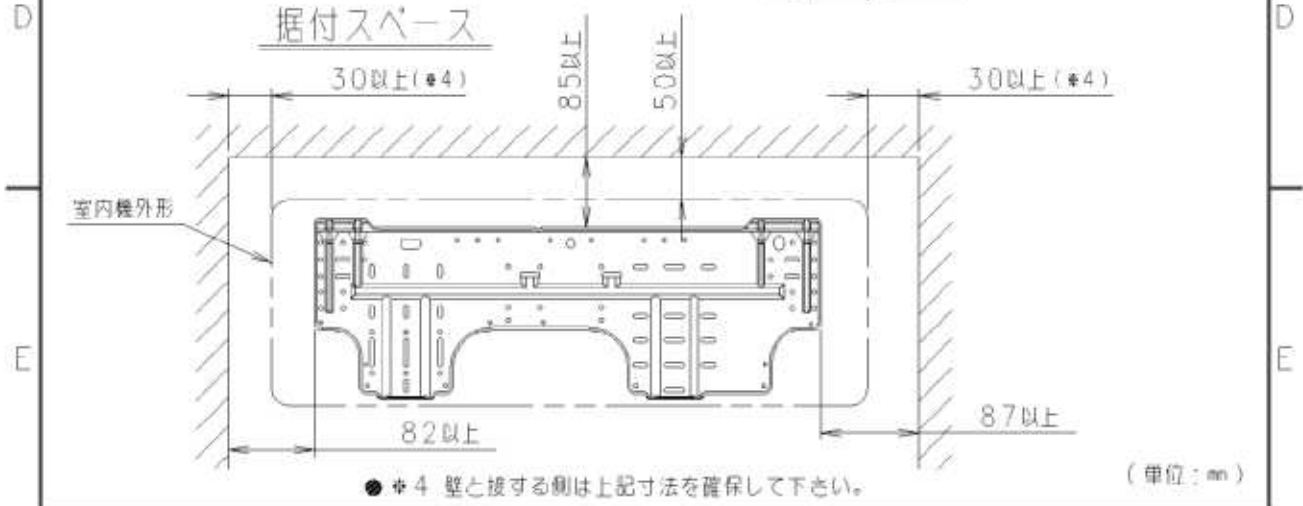 D
D
据付スペース
30以上(※4)
85以上
50以上
30以上(※4)
室内機外形
E
E
82以上
87以上
●※4 壁と接する側は上記寸法を確保して下さい。
(単位:mm)